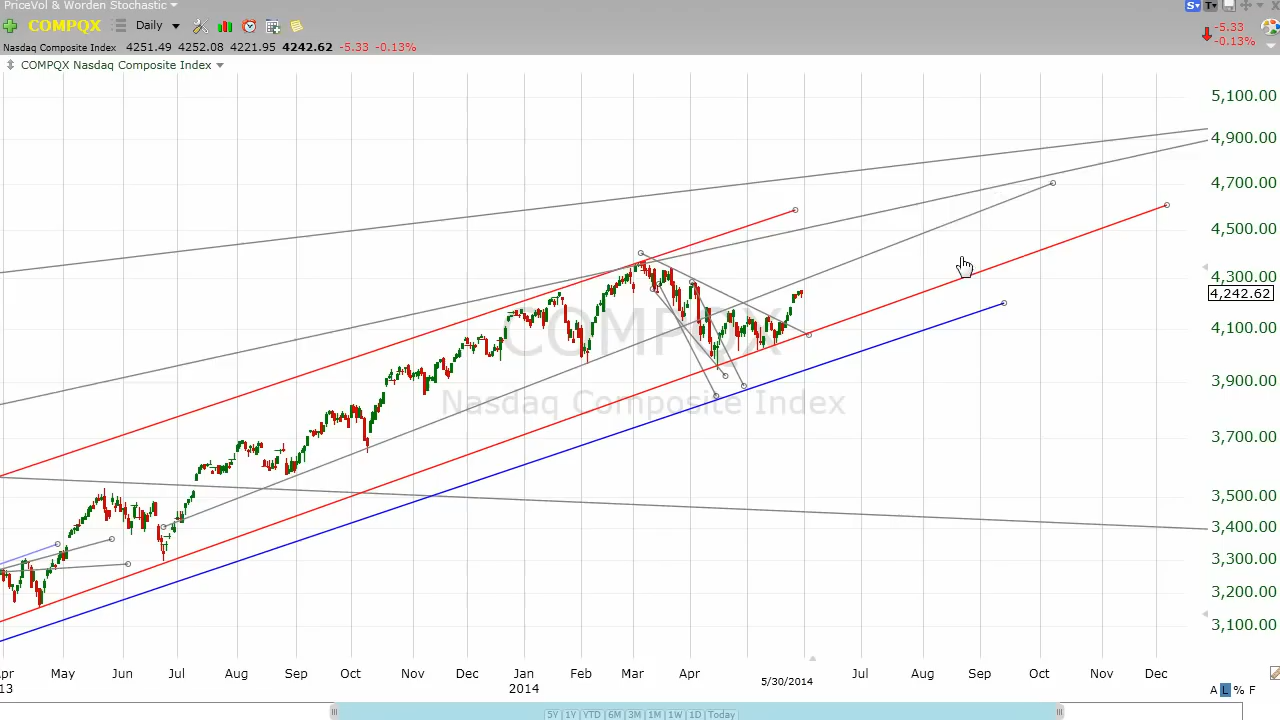 PriceVol & Worden Stochastic
S T
COMPQX Daily
-5.33
-0.13%
Nasdaq Composite Index 4251.49 4252.08 4221.95 4242.62 -5.33 -0.13%
COMPQX Nasdaq Composite Index
5,100.00
4,900.00
4,700.00
4,500.00
4,300.00
4,242.62
4,100.00
3,900.00
3,700.00
3,500.00
3,400.00
3,300.00
3,200.00
3,100.00
COMPQX
Nasdaq Composite Index
pr May Jun Jul Aug Sep Oct Nov Dec Jan Feb Mar Apr Jul Aug Sep Oct Nov Dec
13 2014 5/30/2014
A L % F
5Y 1Y YTD 6M 3M 1M 1W 1D Today